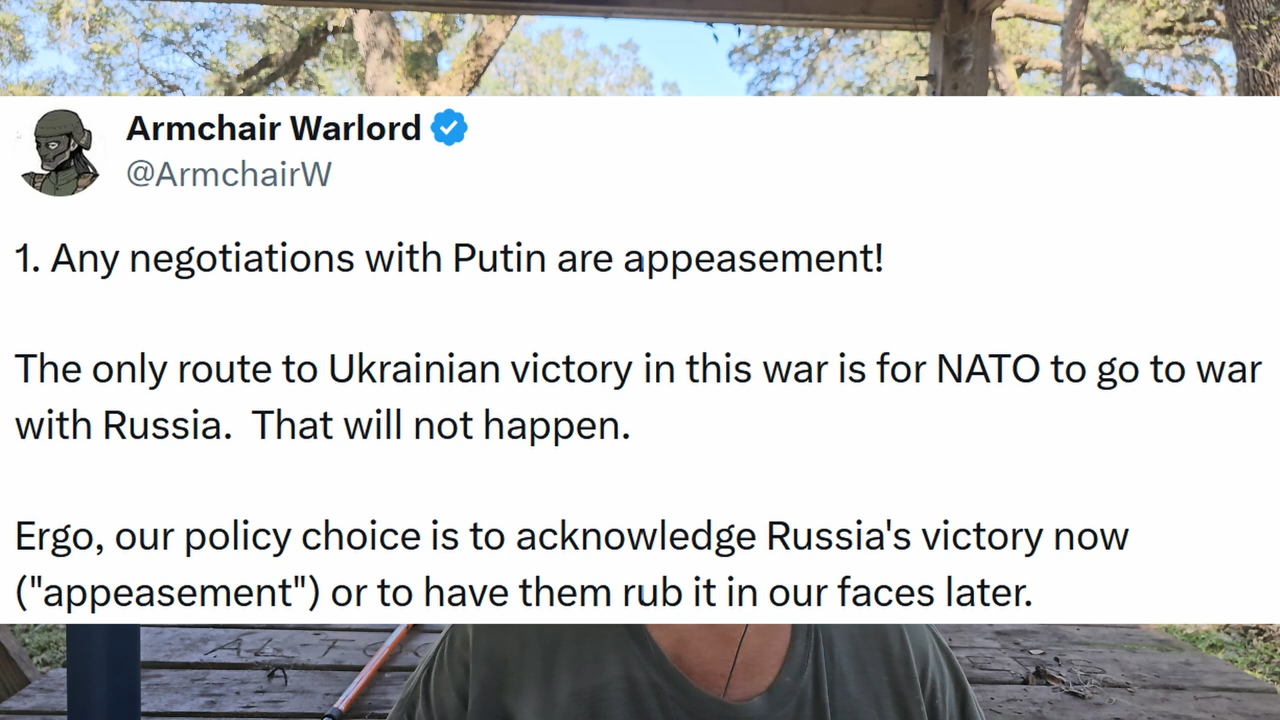 Armchair Warlord
@ArmchairW
1. Any negotiations with Putin are appeasement!
The only route to Ukrainian victory in this war is for NATO to go to war
with Russia.  That will not happen.
Ergo, our policy choice is to acknowledge Russia's victory now
("appeasement") or to have them rub it in our faces later.